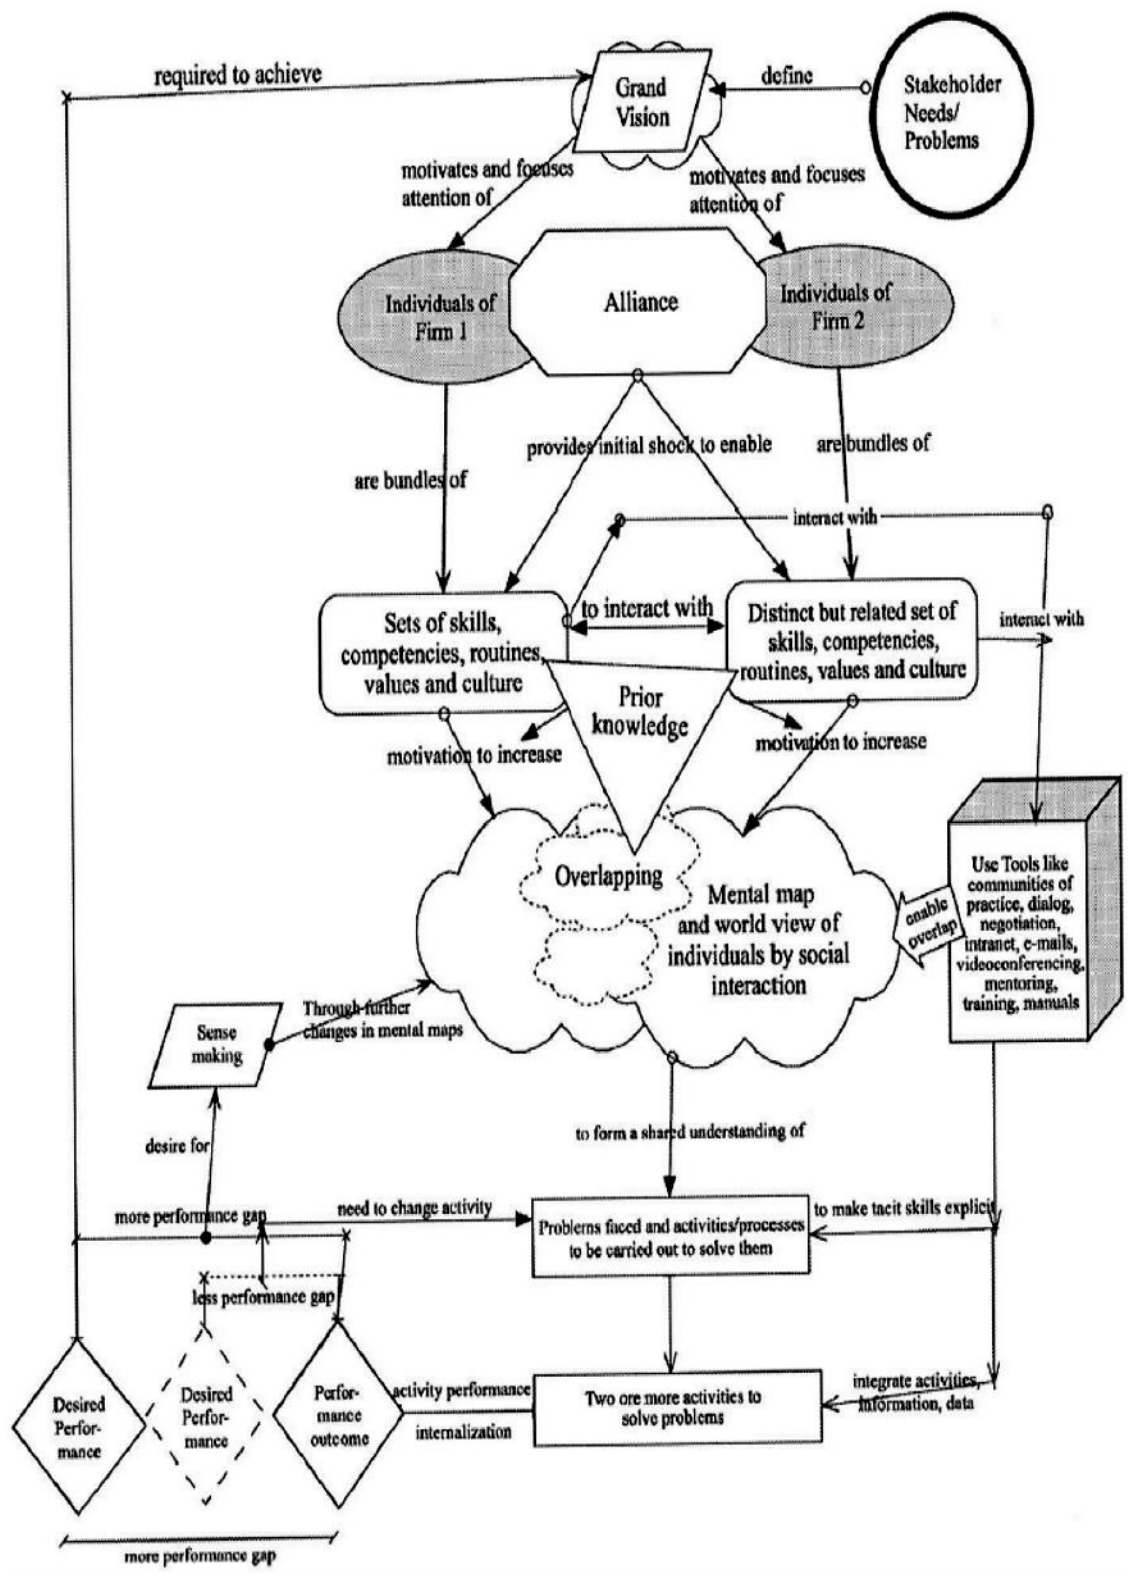 required to achieve
Grand
Vision
define
Stakeholder
Needs/
Problems
motivates and focuses
attention of
motivates and focuses
attention of
Individuals of
Firm 1
Alliance
Individuals of
Firm 2
provides initial shock to enable
are bundles of
are bundles of
interact with
Sets of skills,
competencies, routines,
values and culture
to interact with
Distinct but related set of
skills, competencies,
routines, values and culture
interact with
Prior
knowledge
motivation to increase
motivation to increase
Overlapping
Mental map
and world view of
individuals by social
interaction
enable
overlap
Use Tools like
communities of
practice, dialog,
negotiation,
intranet, e-mails,
videoconferencing,
mentoring,
training, manuals
Sense
making
Through further
changes in mental maps
desire for
to form a shared understanding of
more performance gap
need to change activity
Problems faced and activities/processes
to be carried out to solve them
to make tacit skills explicit
less performance gap
Desired
Perfor-
mance
Desired
Perfor-
mance
Perfor-
mance
outcome
activity performance
internalization
Two ore more activities to
solve problems
integrate activities,
information, data
more performance gap